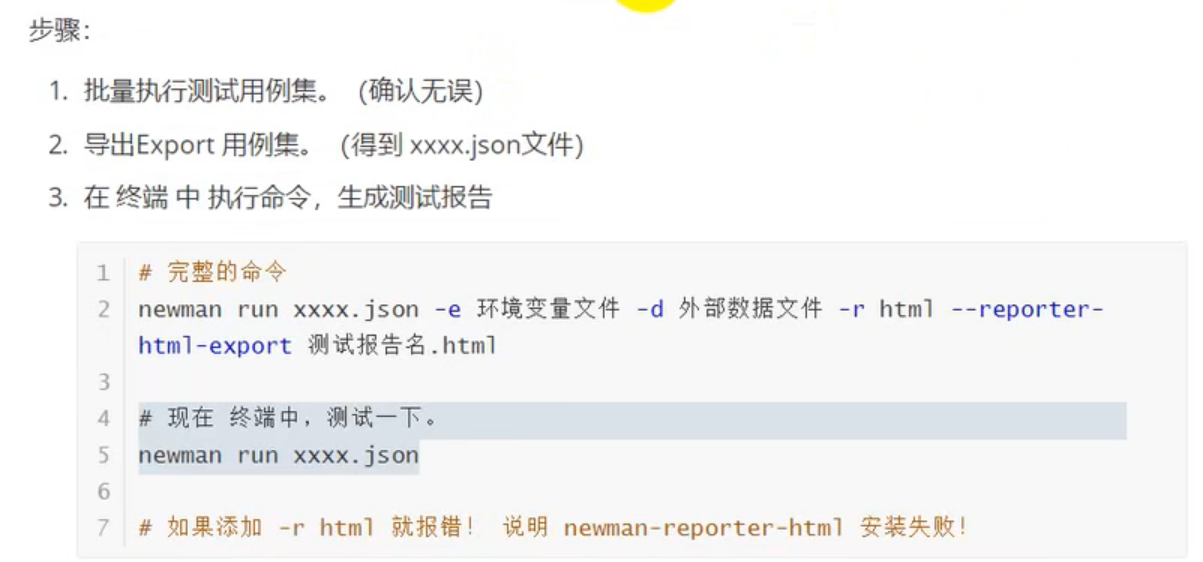 步骤：
1. 批量执行测试用例集。（确认无误）
2. 导出Export 用例集。（得到 xxxx.json文件）
3. 在 终端 中 执行命令，生成测试报告
1 # 完整的命令
2 newman run xxxx.json -e 环境变量文件 -d 外部数据文件 -r html --reporter-
html-export 测试报告名.html
3
4 # 现在 终端中，测试一下。
5 newman run xxxx.json
6
7 # 如果添加 -r html 就报错！ 说明 newman-reporter-html 安装失败！